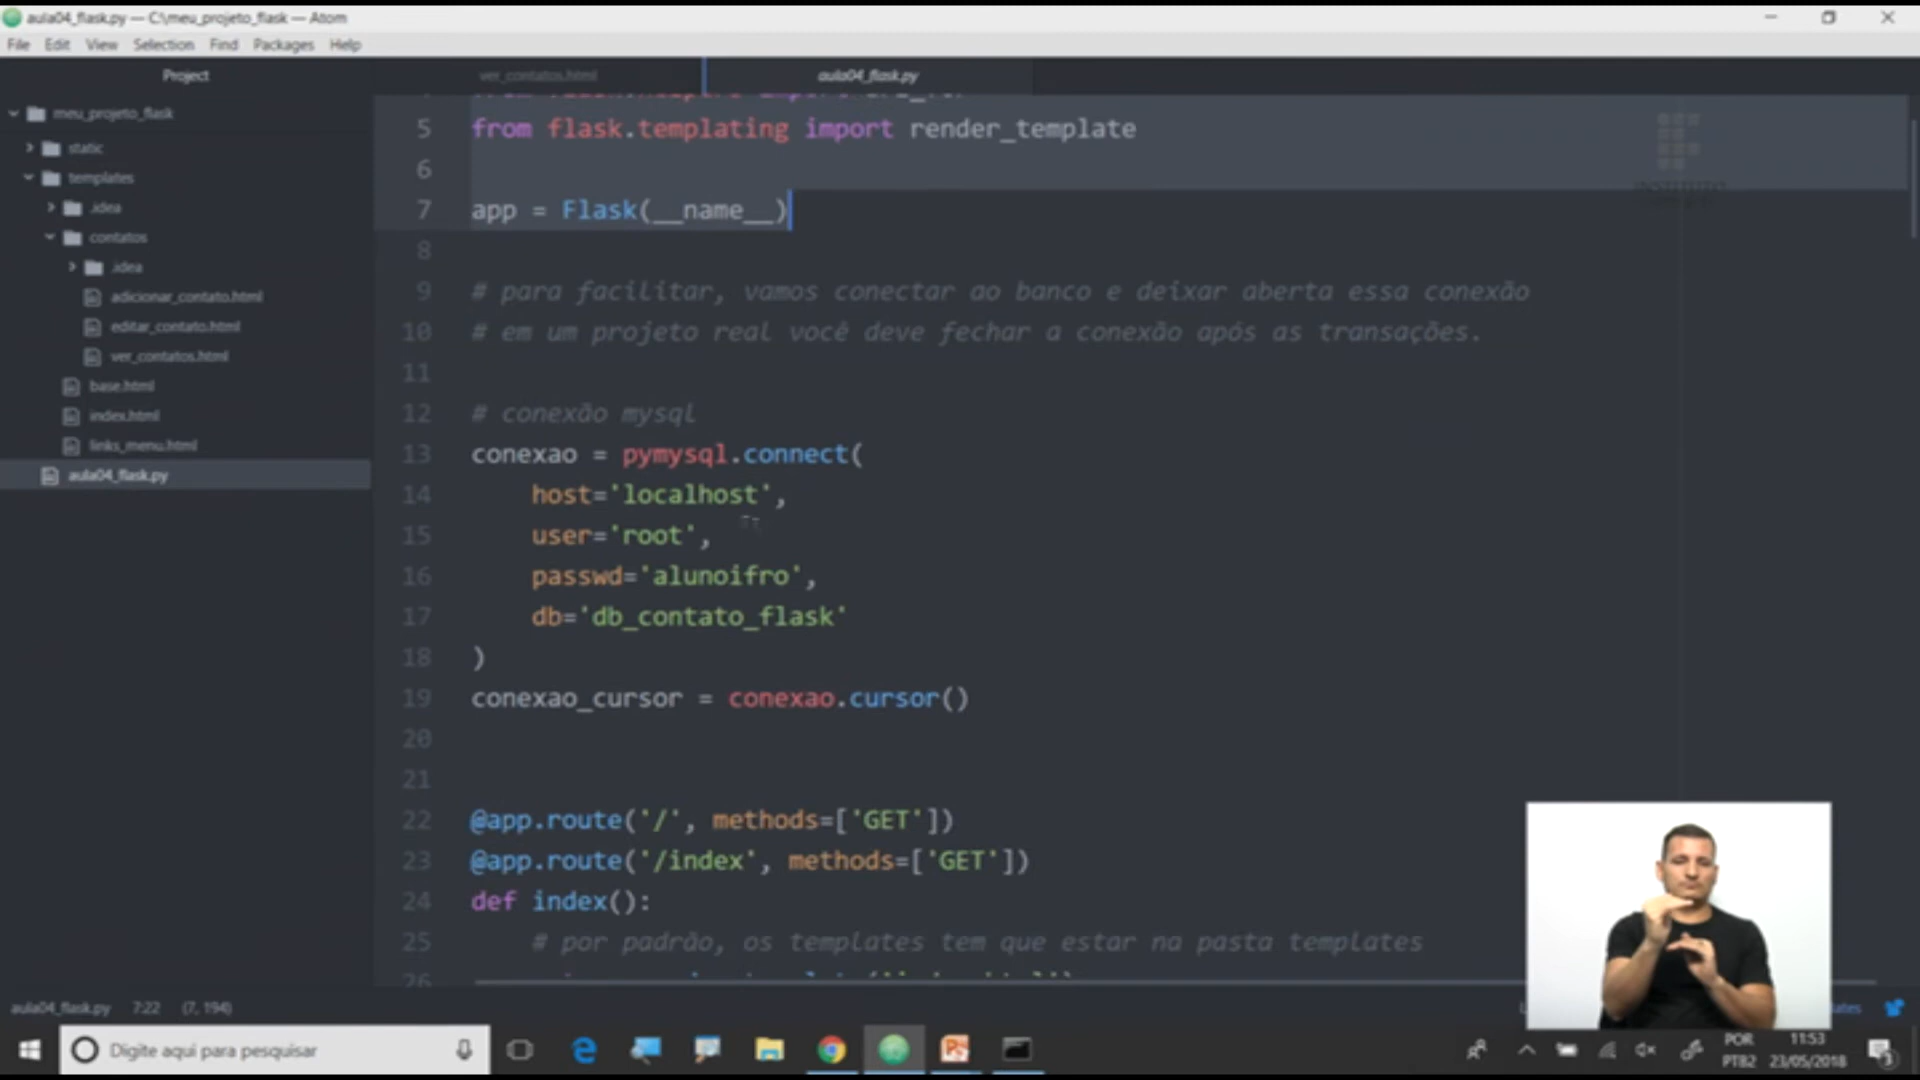 aula04_flask.py — C:\meu_projeto_flask — Atom
File Edit View Selection Find Packages Help
Project
ver_contatos.html
aula04_flask.py
meu_projeto_flask
static
templates
.idea
contatos
.idea
adicionar_contato.html
editar_contato.html
ver_contatos.html
base.html
index.html
links_menu.html
aula04_flask.py
5 from flask.templating import render_template
6
7 app = Flask(__name__)
8
9 # para facilitar, vamos conectar ao banco e deixar aberta essa conexão
10 # em um projeto real você deve fechar a conexão após as transações.
11
12 # conexão mysql
13 conexao = pymysql.connect(
14 host='localhost',
15 user='root',
16 passwd='alunoifro',
17 db='db_contato_flask'
18 )
19 conexao_cursor = conexao.cursor()
20
21
22 @app.route('/', methods=['GET'])
23 @app.route('/index', methods=['GET'])
24 def index():
25 # por padrão, os templates tem que estar na pasta templates
26
aula04_flask.py 7:22 (7, 194)
Digite aqui para pesquisar
POR
PTB2
11:53
23/05/2018
3